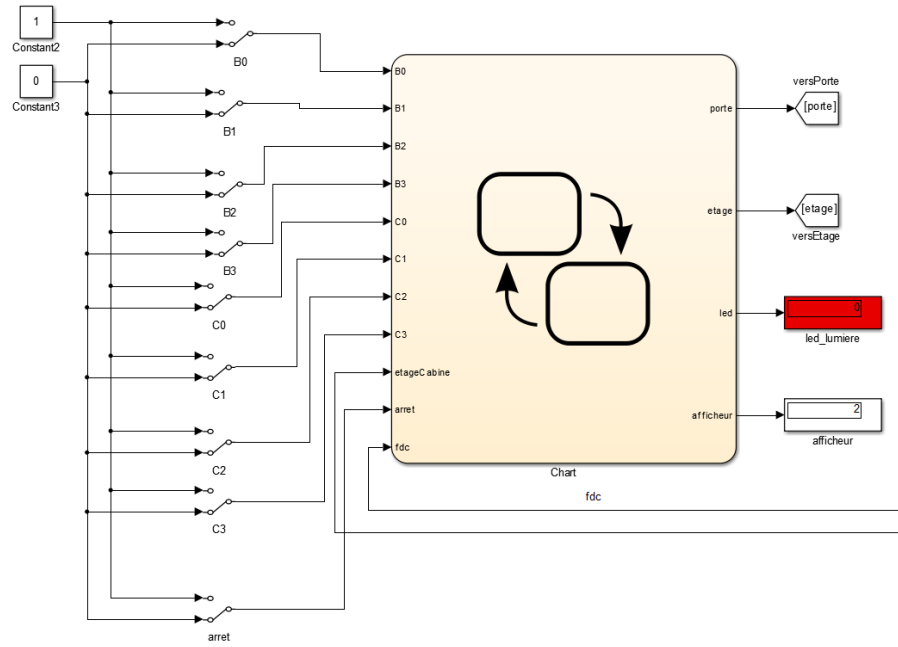 1
Constant2
0
Constant3
B0
B1
B2
B3
C0
C1
C2
C3
arret
B0
B1
B2
B3
C0
C1
C2
C3
etageCabine
arret
fdc
porte
etage
led
afficheur
Chart
fdc
versPorte
[porte]
[etage]
versEtage
0
led_lumiere
2
afficheur